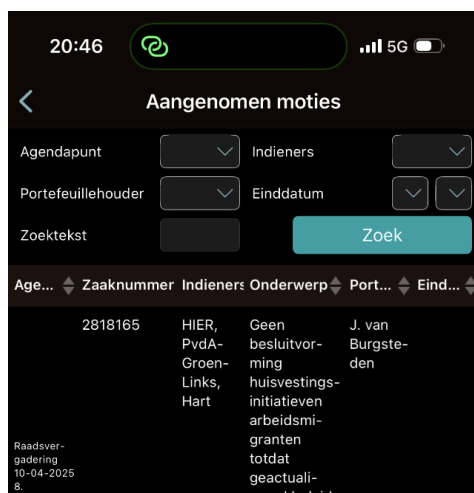 20:46
5G
Aangenomen moties
Agendapunt
Indieners
Portefeuillehouder
Einddatum
Zoektekst
Zoek
Age... Zaaknummer Indieners Onderwerp Port... Eind...
2818165 HIER, Geen J. van
PvdA- besluitvor- Burgste-
Groen- ming den
Links, huisvestings-
Hart initiatieven
arbeidsmi-
granten
Raadsver- totdat
gadering
10-04-2025 geactuali-
8.